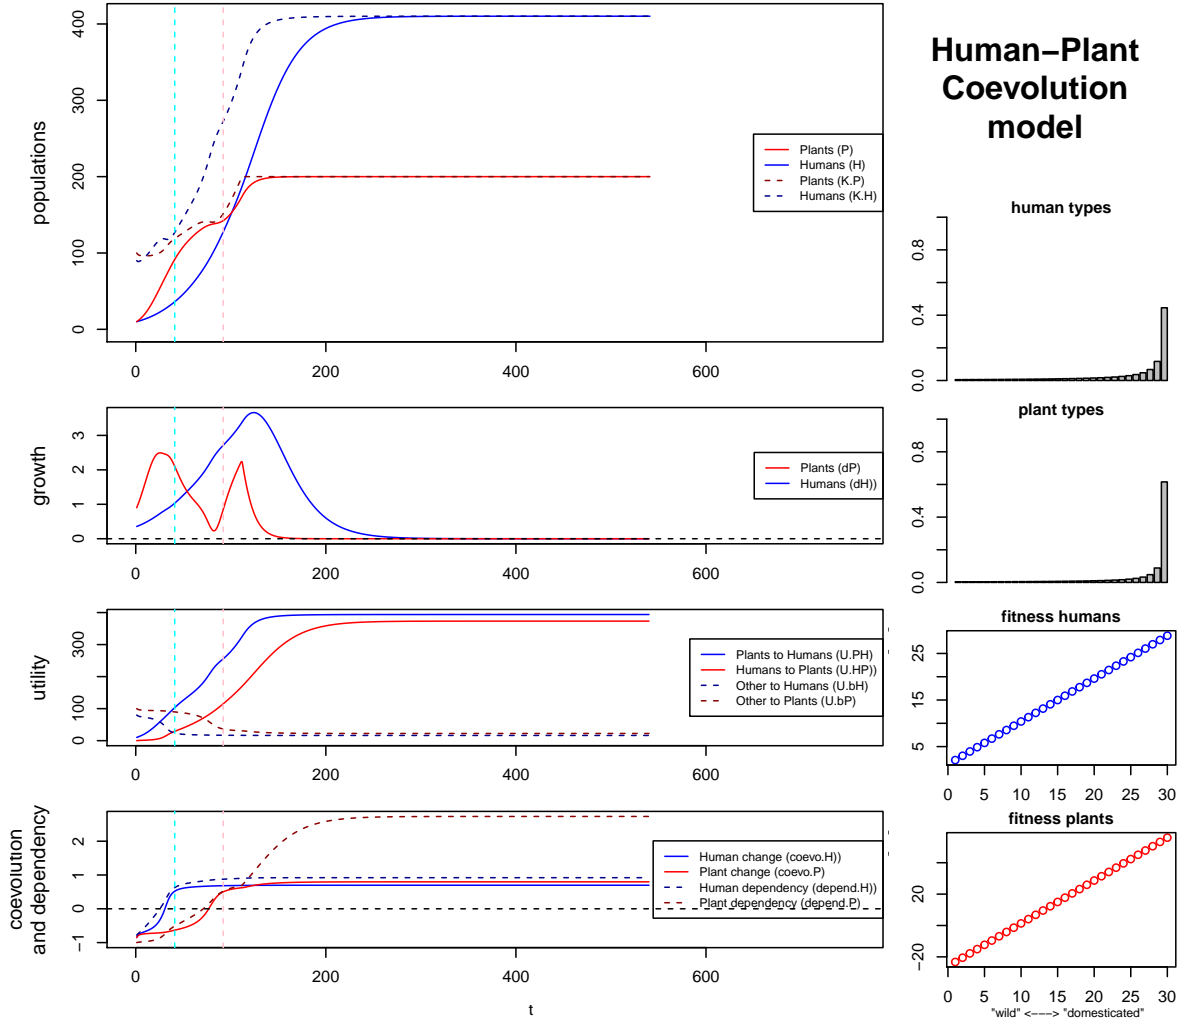 Human−Plant
Coevolution
model
populations
0
100
200
300
400
0
200
400
600
Plants (P)
Humans (H)
Plants (K.P)
Humans (K.H)
growth
0
1
2
3
0
200
400
600
Plants (dP)
Humans (dH))
utility
0
100
300
0
200
400
600
Plants to Humans (U.PH)
Humans to Plants (U.HP))
Other to Humans (U.bH)
Other to Plants (U.bP)
coevolution
and dependency
−1
0
1
2
0
200
400
600
t
Human change (coevo.H))
Plant change (coevo.P)
Human dependency (depend.H))
Plant dependency (depend.P)
human types
0.0
0.4
0.8
plant types
0.0
0.4
0.8
fitness humans
5
15
25
0
5
10
15
20
25
30
fitness plants
−20
20
0
5
10
15
20
25
30
"wild" <−−−> "domesticated"